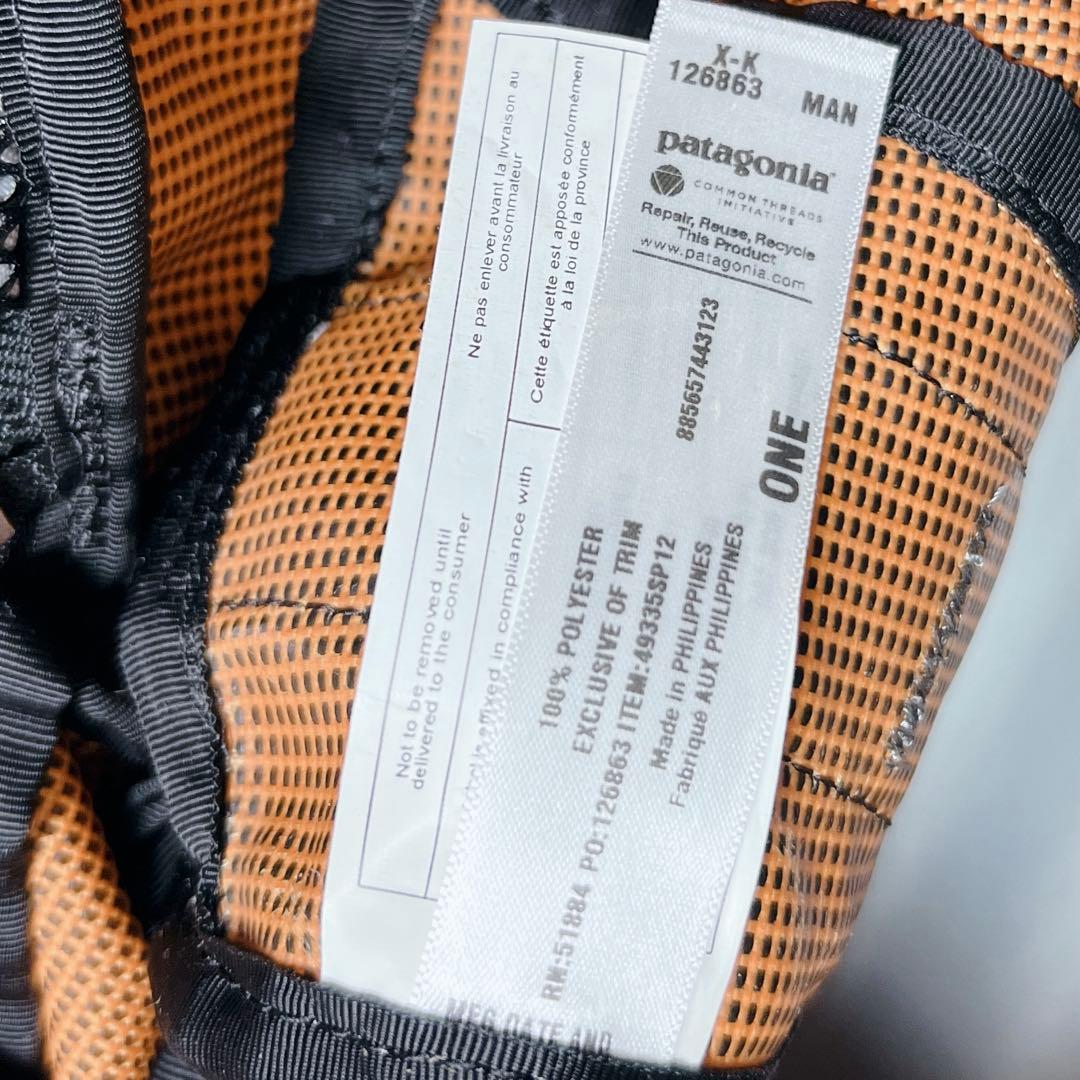 X-K
126863 MAN
patagonia
COMMON THREADS
INITIATIVE
Repair, Reuse, Recycle
This Product
www.patagonia.com
885657443123
ONE
100% POLYESTER
EXCLUSIVE OF TRIM
RN:51884 PO:126863 ITEM:49335SP12
Made in PHILIPPINES
Fabriqué AUX PHILIPPINES
Ne pas enlever avant la livraison au
consommateur
Cette étiquette est apposée conformément
à la loi de la province
Not to be removed until
delivered to the consumer
in compliance with